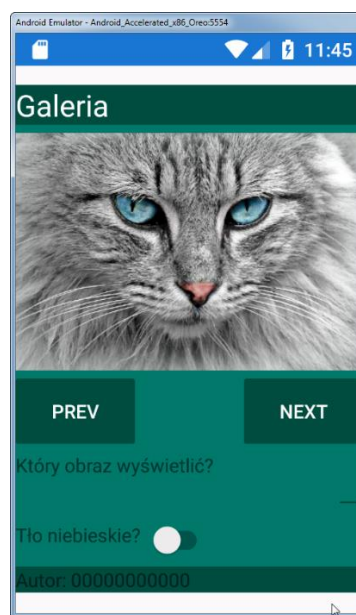 Android Emulator - Android_Accelerated_x86_Oreo:5554
11:45
Galeria
PREV NEXT
Który obraz wyświetlić?
Tło niebieskie?
Autor: 00000000000